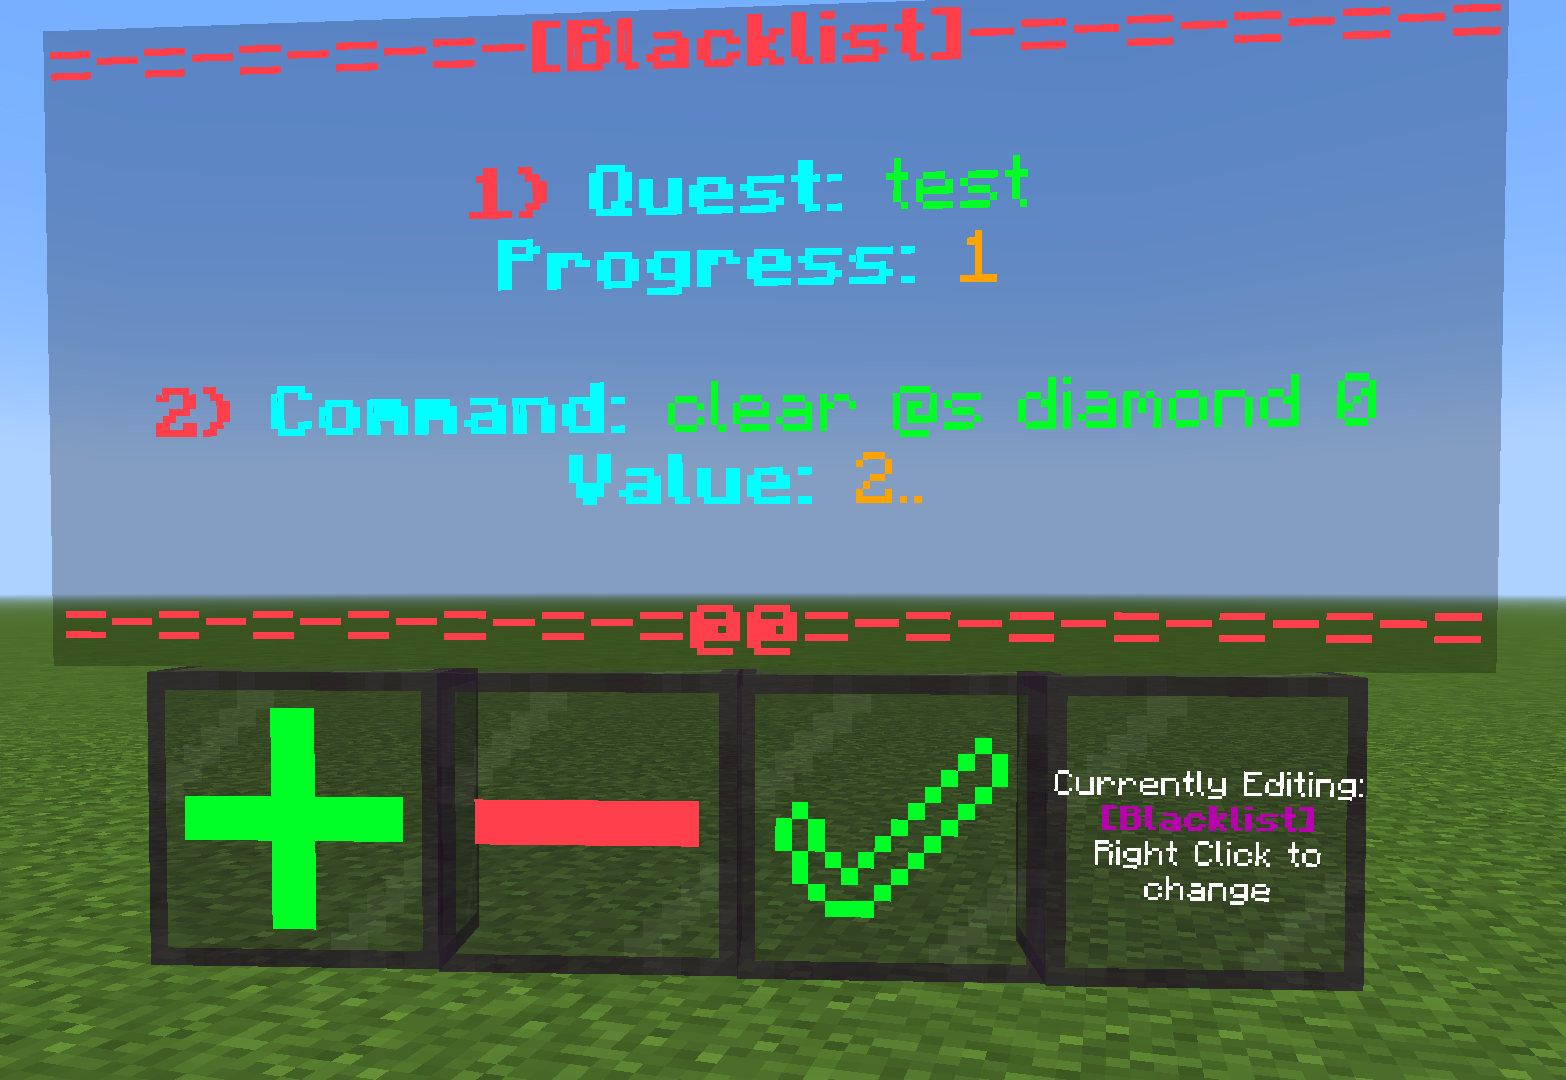 =-=-=-=-=-[Blacklist]-=-=-=-=-=
1) Quest: test
Progress: 1
2) Command: clear @s diamond 0
Value: 2..
=-=-=-=-=-=-=@@=-=-=-=-=-=-=
Currently Editing:
[Blacklist]
Right Click to
change